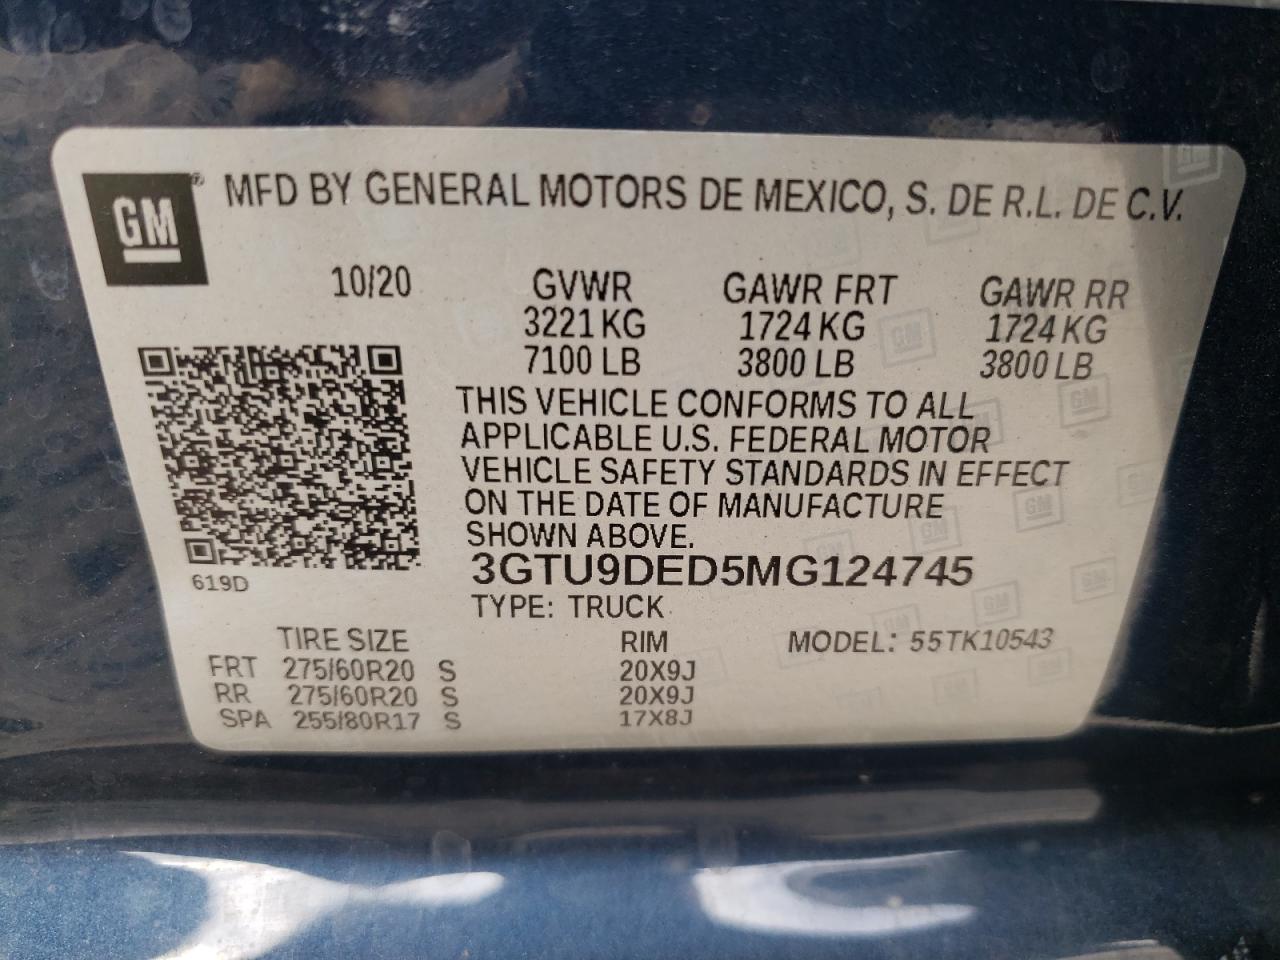 GM® MFD BY GENERAL MOTORS DE MEXICO, S. DE R.L. DE C.V.
10/20 GVWR GAWR FRT GAWR RR
3221 KG 1724 KG 1724 KG
7100 LB 3800 LB 3800 LB
THIS VEHICLE CONFORMS TO ALL
APPLICABLE U.S. FEDERAL MOTOR
VEHICLE SAFETY STANDARDS IN EFFECT
ON THE DATE OF MANUFACTURE
SHOWN ABOVE.
3GTU9DED5MG124745
619D
TYPE: TRUCK
TIRE SIZE RIM MODEL: 55TK10543
FRT 275/60R20 S 20X9J
RR 275/60R20 S 20X9J
SPA 255/80R17 S 17X8J